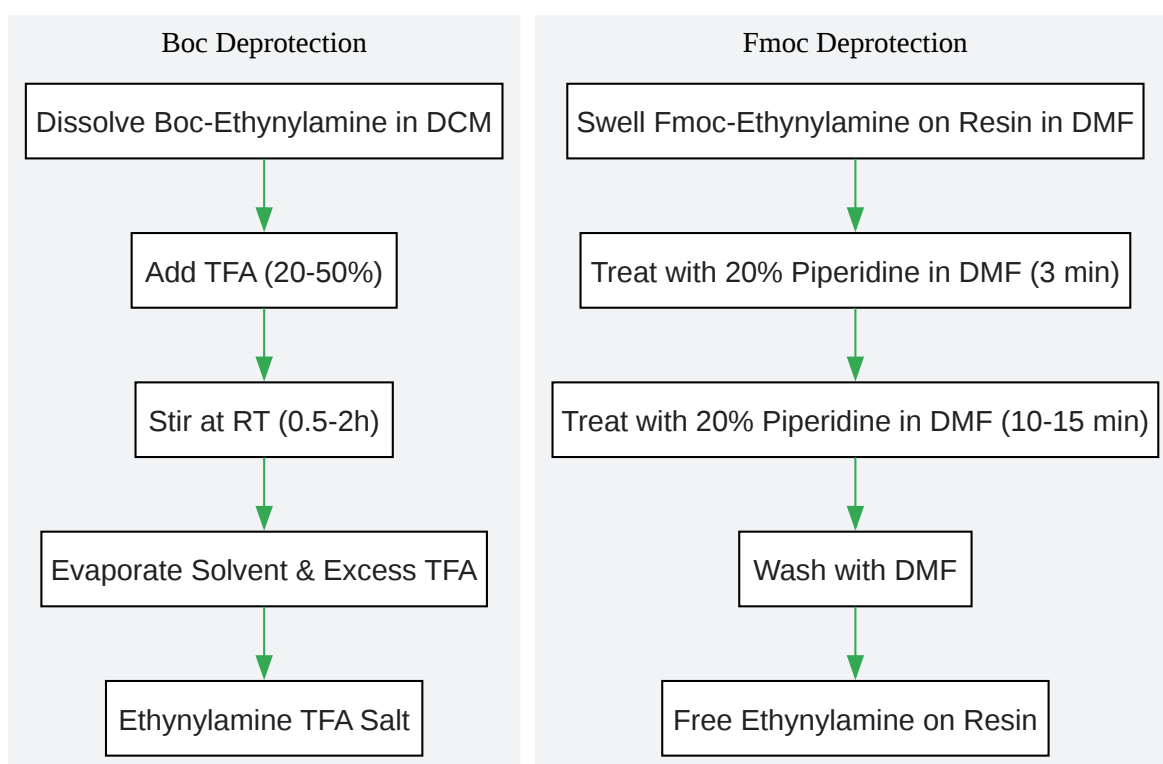 Boc Deprotection
Dissolve Boc-Ethynylamine in DCM
Add TFA (20-50%)
Stir at RT (0.5-2h)
Evaporate Solvent & Excess TFA
Ethynylamine TFA Salt
Fmoc Deprotection
Swell Fmoc-Ethynylamine on Resin in DMF
Treat with 20% Piperidine in DMF (3 min)
Treat with 20% Piperidine in DMF (10-15 min)
Wash with DMF
Free Ethynylamine on Resin